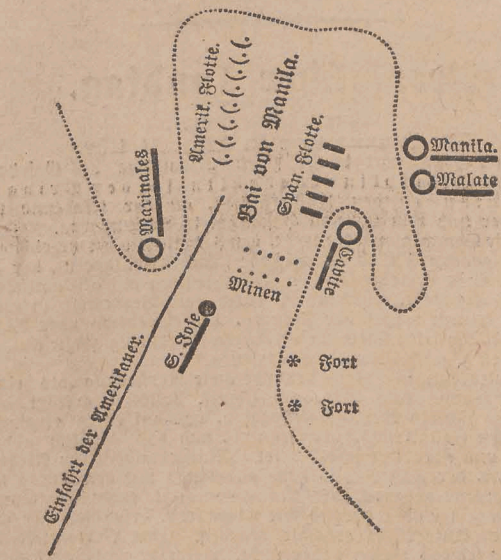 Amerik. Flotte.
Bai von Manila.
Span. Flotte.
Marinales
Manila.
Malate
Cavite
Minen
S. Jose
Fort
Fort
Einfahrt der Amerikaner.